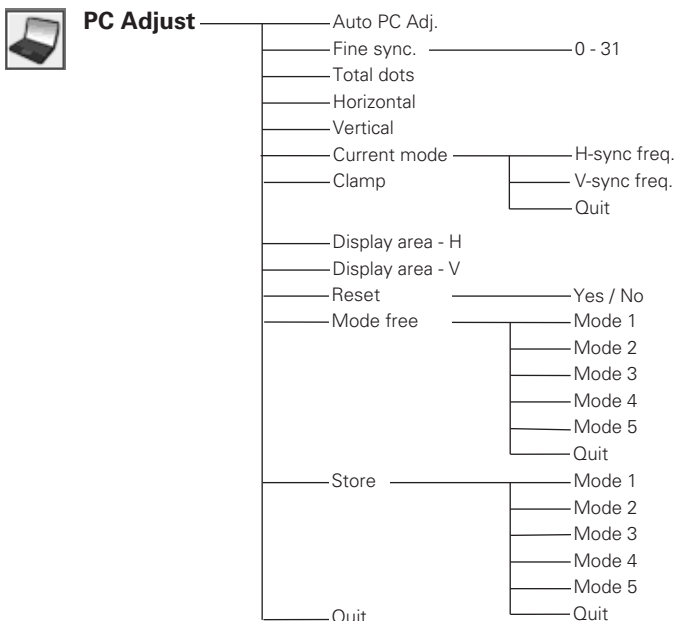 PC Adjust
Auto PC Adj.
Fine sync.
0 - 31
Total dots
Horizontal
Vertical
Current mode
H-sync freq.
V-sync freq.
Quit
Clamp
Display area - H
Display area - V
Reset
Yes / No
Mode free
Mode 1
Mode 2
Mode 3
Mode 4
Mode 5
Quit
Store
Mode 1
Mode 2
Mode 3
Mode 4
Mode 5
Quit
Quit